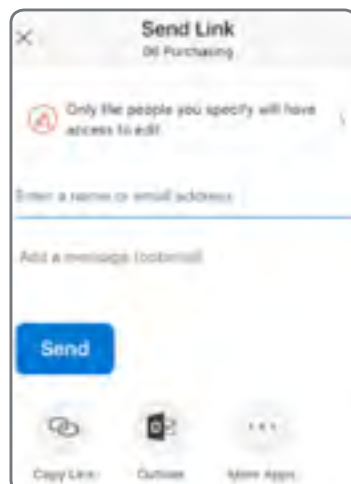 Send Link
06 Purchasing
Only the people you specify will have
access to edit
Enter a name or email address
Add a message (optional)
Send
Copy Link
Outlook
More Apps